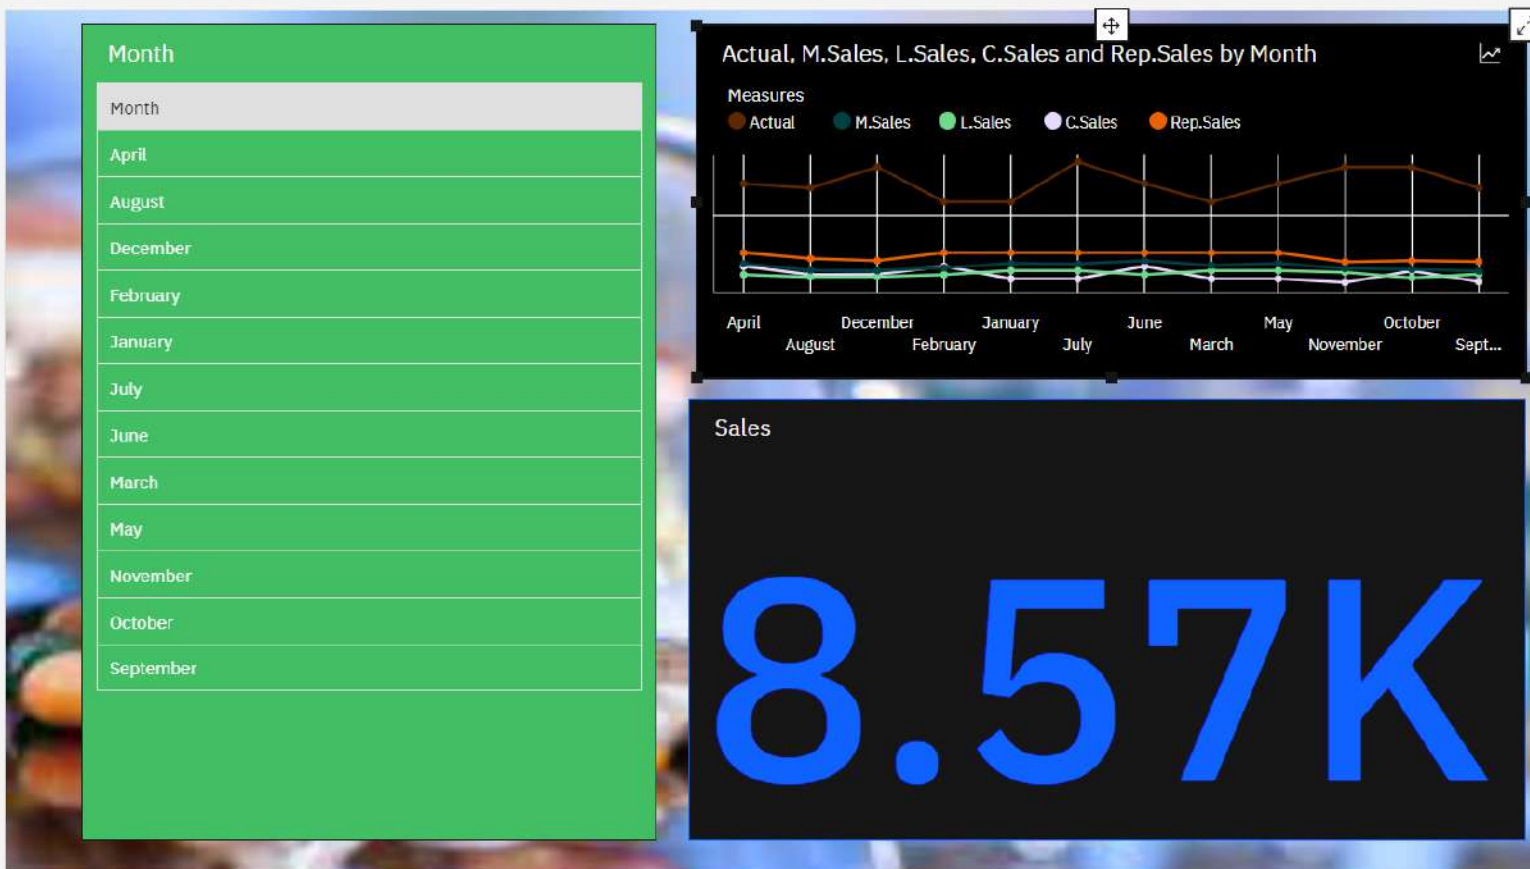 Month
Month
April
August
December
February
January
July
June
March
May
November
October
September
Actual, M.Sales, L.Sales, C.Sales and Rep.Sales by Month
Measures
Actual M.Sales L.Sales C.Sales Rep.Sales
April December January June May October
August February July March November Sept...
Sales
8.57K